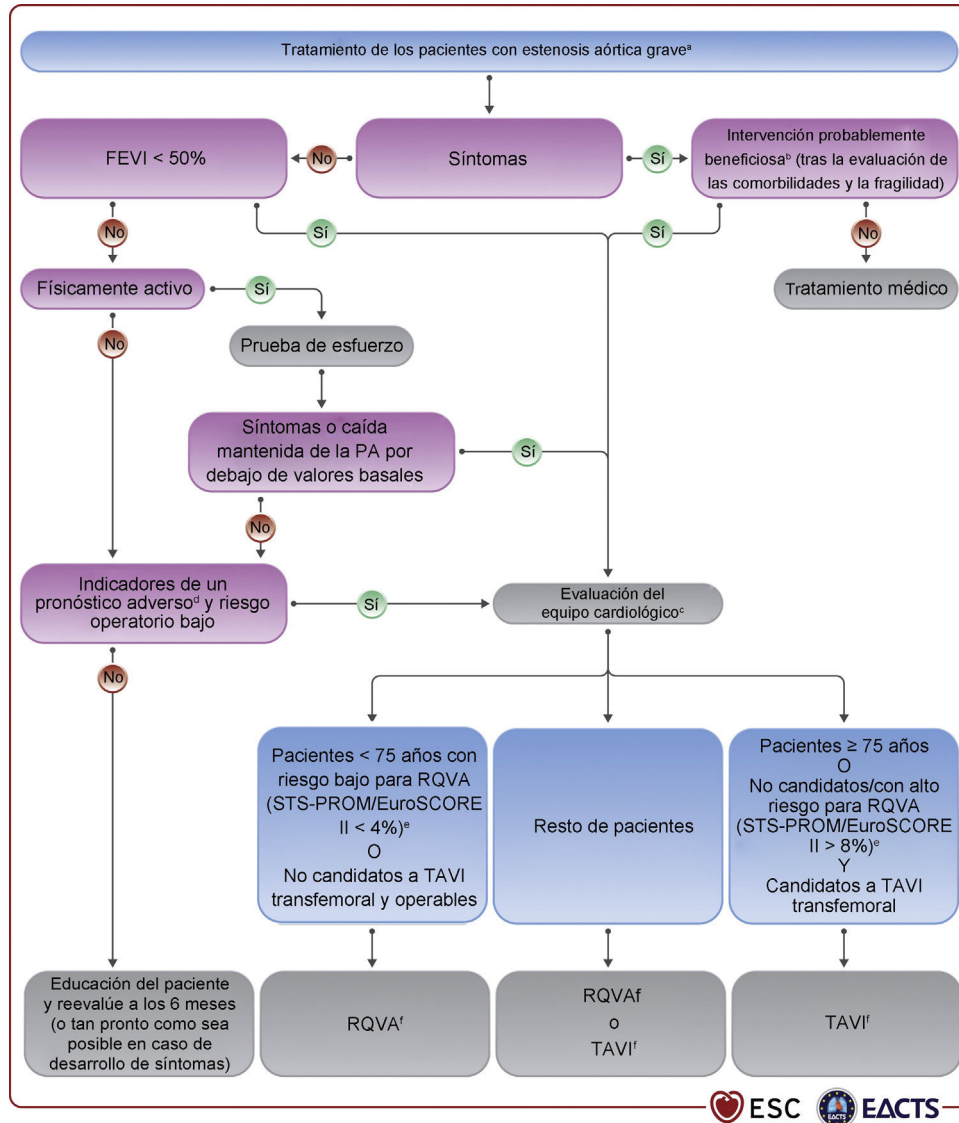 Tratamiento de los pacientes con estenosis aórtica graveᵃ
FEVI < 50%
No
Síntomas
Sí
Intervención probablemente
beneficiosaᵇ (tras la evaluación de
las comorbilidades y la fragilidad)
No
Sí
Sí
No
Físicamente activo
Sí
Tratamiento médico
No
Prueba de esfuerzo
Síntomas o caída
mantenida de la PA por
debajo de valores basales
Sí
No
Indicadores de un
pronóstico adversoᵈ y riesgo
operatorio bajo
Sí
Evaluación del
equipo cardiológicoᶜ
No
Pacientes < 75 años con
riesgo bajo para RQVA
(STS-PROM/EuroSCORE
II < 4%)ᵉ
O
No candidatos a TAVI
transfemoral y operables
Resto de pacientes
Pacientes ≥ 75 años
O
No candidatos/con alto
riesgo para RQVA
(STS-PROM/EuroSCORE
II > 8%)ᵉ
Y
Candidatos a TAVI
transfemoral
Educación del paciente
y reevalúe a los 6 meses
(o tan pronto como sea
posible en caso de
desarrollo de síntomas)
RQVAᶠ
RQVAf
o
TAVIᶠ
TAVIᶠ
ESC
EACTS